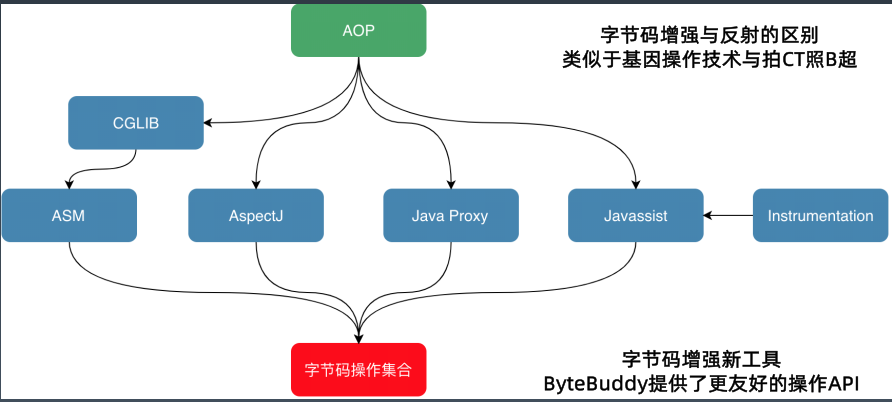 AOP
字节码增强与反射的区别
类似于基因操作技术与拍CT照B超
CGLIB
ASM
AspectJ
Java Proxy
Javassist
Instrumentation
字节码操作集合
字节码增强新工具
ByteBuddy提供了更友好的操作API